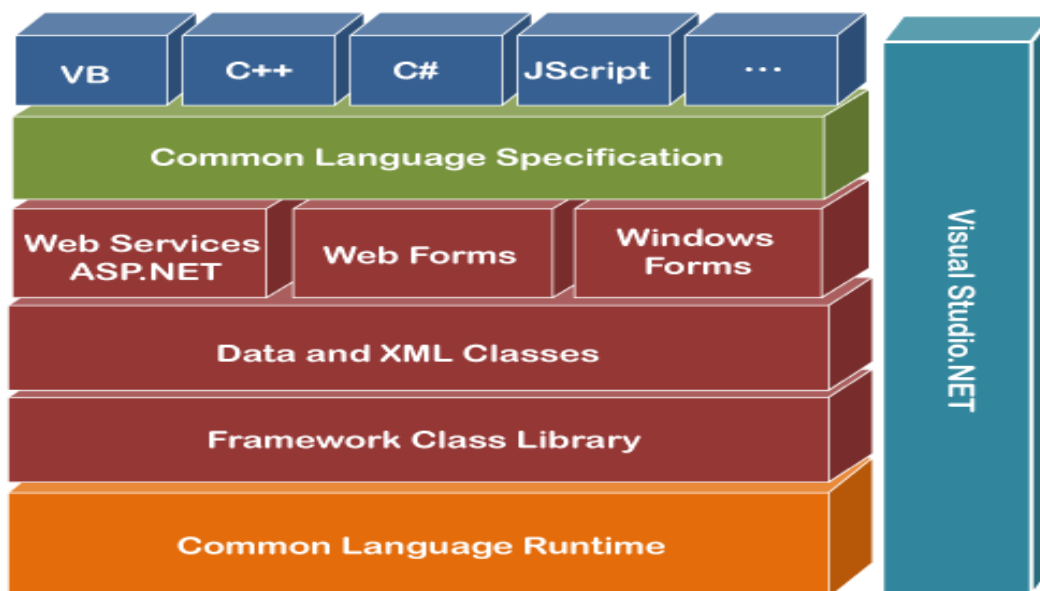 VB
C++
C#
JScript
...
Common Language Specification
Web Services
ASP.NET
Web Forms
Windows
Forms
Data and XML Classes
Framework Class Library
Common Language Runtime
Visual Studio.NET